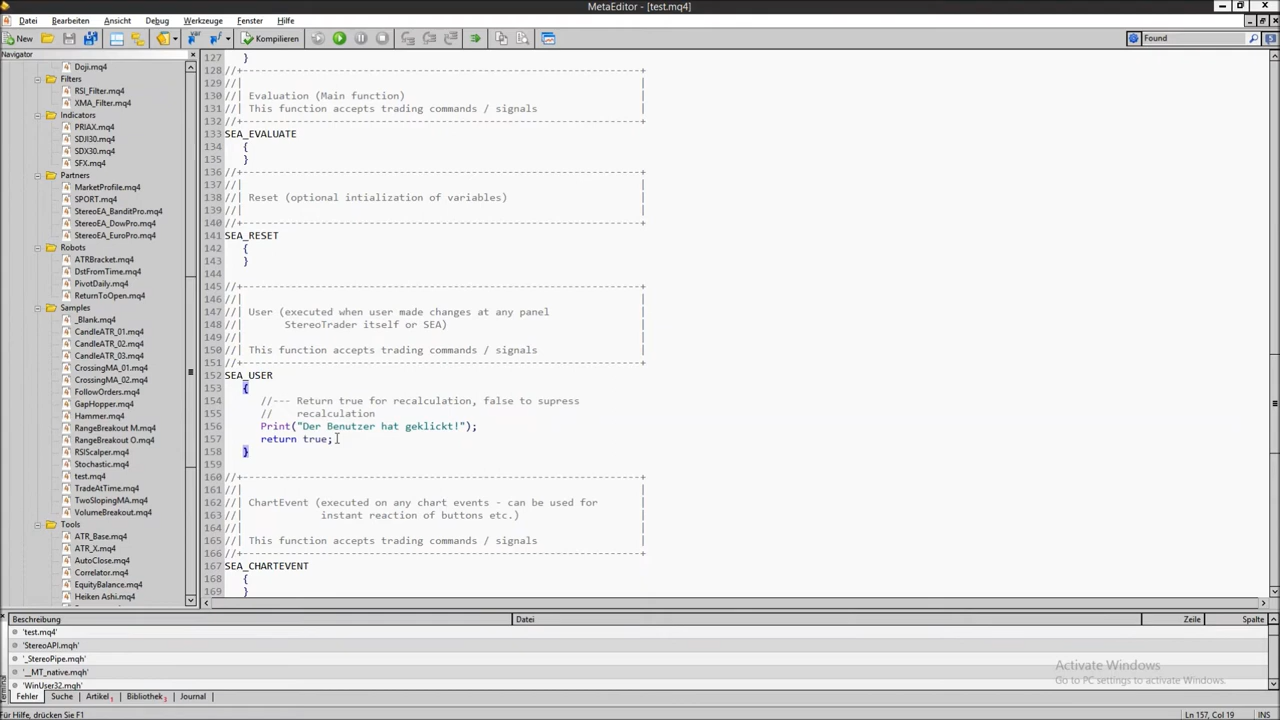 MetaEditor - [test.mq4]
Datei Bearbeiten Ansicht Debug Werkzeuge Fenster Hilfe
New Kompilieren Found
Navigator
Doji.mq4
Filters
RSI_Filter.mq4
XMA_Filter.mq4
Indicators
PRIAX.mq4
SDJI30.mq4
SDX30.mq4
SFX.mq4
Partners
MarketProfile.mq4
SPORT.mq4
StereoEA_BanditPro.mq4
StereoEA_DowPro.mq4
StereoEA_EuroPro.mq4
Robots
ATRBracket.mq4
DstFromTime.mq4
PivotDaily.mq4
ReturnToOpen.mq4
Samples
_Blank.mq4
CandleATR_01.mq4
CandleATR_02.mq4
CandleATR_03.mq4
CrossingMA_01.mq4
CrossingMA_02.mq4
FollowOrders.mq4
GapHopper.mq4
Hammer.mq4
RangeBreakout M.mq4
RangeBreakout O.mq4
RSIScalper.mq4
Stochastic.mq4
test.mq4
TradeAtTime.mq4
TwoSlopingMA.mq4
VolumeBreakout.mq4
Tools
ATR_Base.mq4
ATR_X.mq4
AutoClose.mq4
Correlator.mq4
EquityBalance.mq4
Heiken Ashi.mq4
127 }
128 //+------------------------------------------------------------------+
129 //| |
130 //| Evaluation (Main function) |
131 //| This function accepts trading commands / signals |
132 //+------------------------------------------------------------------+
133 SEA_EVALUATE
134 {
135 }
136 //+------------------------------------------------------------------+
137 //| |
138 //| Reset (optional intialization of variables) |
139 //| |
140 //+------------------------------------------------------------------+
141 SEA_RESET
142 {
143 }
144
145 //+------------------------------------------------------------------+
146 //| |
147 //| User (executed when user made changes at any panel |
148 //| StereoTrader itself or SEA) |
149 //| |
150 //| This function accepts trading commands / signals |
151 //+------------------------------------------------------------------+
152 SEA_USER
153 {
154 //--- Return true for recalculation, false to supress
155 // recalculation
156 Print("Der Benutzer hat geklickt!");
157 return true;
158 }
159
160 //+------------------------------------------------------------------+
161 //| |
162 //| ChartEvent (executed on any chart events - can be used for |
163 //| instant reaction of buttons etc.) |
164 //| |
165 //| This function accepts trading commands / signals |
166 //+------------------------------------------------------------------+
167 SEA_CHARTEVENT
168 {
169 }
Beschreibung Datei Zeile Spalte
'test.mq4'
'StereoAPI.mqh'
'_StereoPipe.mqh'
'__MT_native.mqh'
'WinUser32.mqh'
Activate Windows
Go to PC settings to activate Windows.
Terminal
Fehler Suche Artikel Bibliothek Journal
Für Hilfe, drücken Sie F1 Ln 157, Col 19 INS